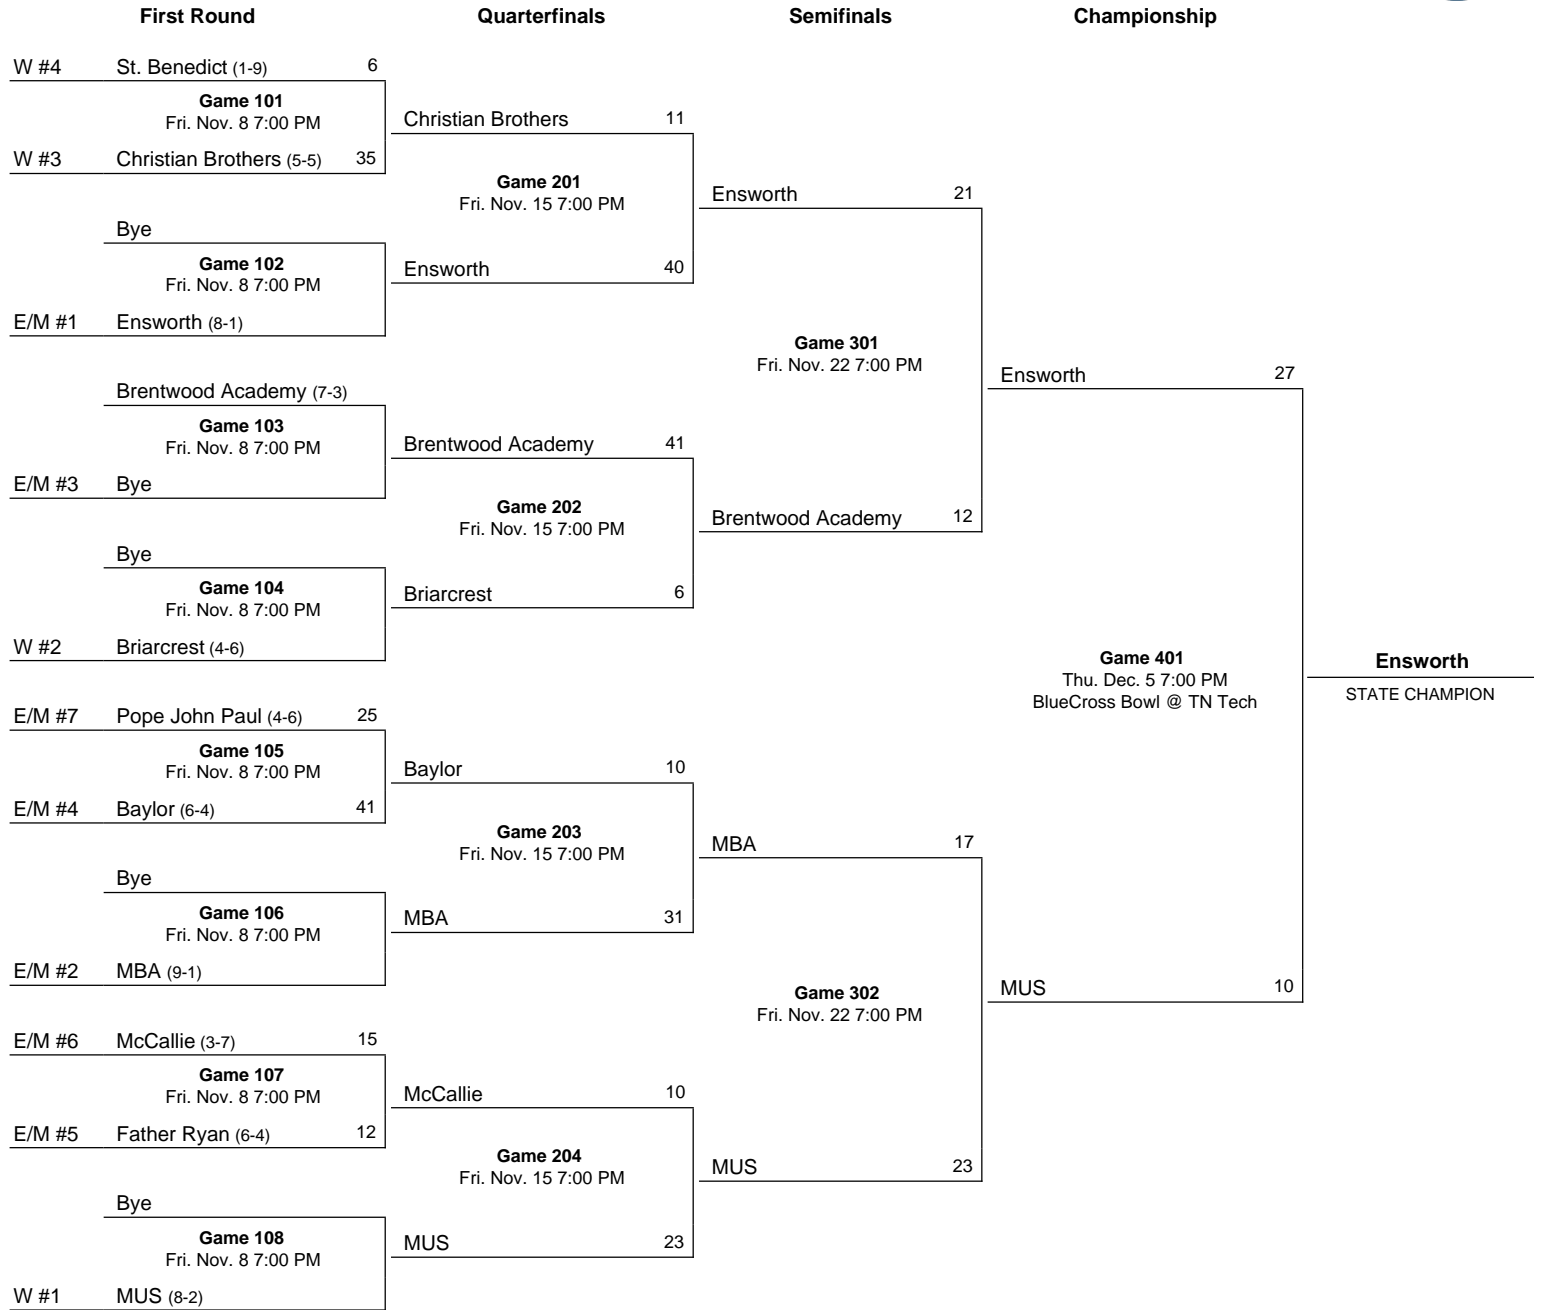 First Round Quarterfinals Semifinals Championship
W #4 St. Benedict (1-9) 6
Game 101
Fri. Nov. 8 7:00 PM
W #3 Christian Brothers (5-5) 35
Bye
Game 102
Fri. Nov. 8 7:00 PM
E/M #1 Ensworth (8-1)
Brentwood Academy (7-3)
Game 103
Fri. Nov. 8 7:00 PM
E/M #3 Bye
Bye
Game 104
Fri. Nov. 8 7:00 PM
W #2 Briarcrest (4-6)
E/M #7 Pope John Paul (4-6) 25
Game 105
Fri. Nov. 8 7:00 PM
E/M #4 Baylor (6-4) 41
Bye
Game 106
Fri. Nov. 8 7:00 PM
E/M #2 MBA (9-1)
E/M #6 McCallie (3-7) 15
Game 107
Fri. Nov. 8 7:00 PM
E/M #5 Father Ryan (6-4) 12
Bye
Game 108
Fri. Nov. 8 7:00 PM
W #1 MUS (8-2)
Christian Brothers 11
Game 201
Fri. Nov. 15 7:00 PM
Ensworth 40
Brentwood Academy 41
Game 202
Fri. Nov. 15 7:00 PM
Briarcrest 6
Baylor 10
Game 203
Fri. Nov. 15 7:00 PM
MBA 31
McCallie 10
Game 204
Fri. Nov. 15 7:00 PM
MUS 23
Ensworth 21
Game 301
Fri. Nov. 22 7:00 PM
Brentwood Academy 12
MBA 17
Game 302
Fri. Nov. 22 7:00 PM
MUS 23
Ensworth 27
Game 401
Thu. Dec. 5 7:00 PM
BlueCross Bowl @ TN Tech
MUS 10
Ensworth
STATE CHAMPION